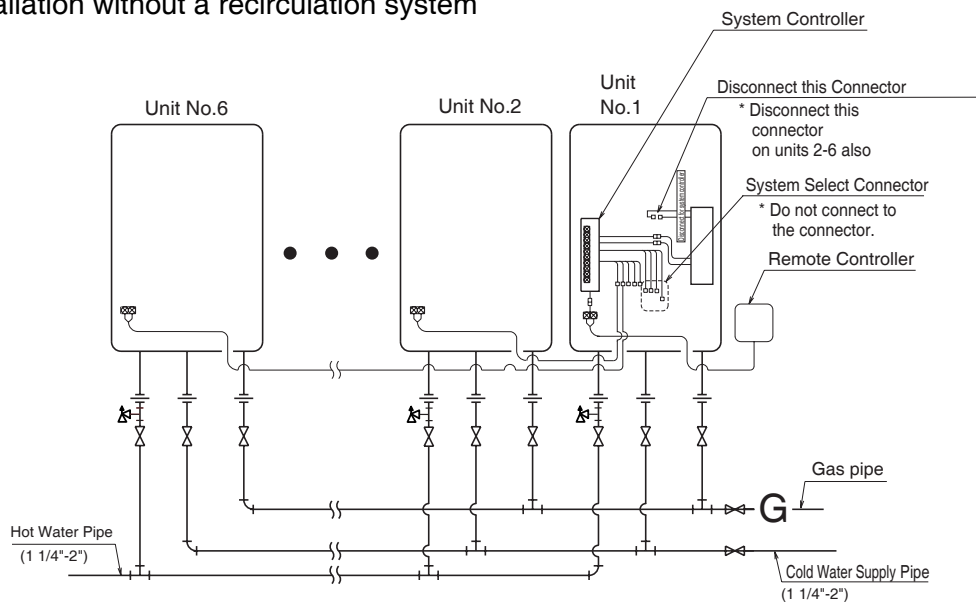 allation without a recirculation system
System Controller
Unit No.6
Unit No.2
Unit
No.1
Disconnect this Connector
* Disconnect this
connector
on units 2-6 also
System Select Connector
* Do not connect to
the connector.
Remote Controller
Gas pipe
G
Hot Water Pipe
(1 1/4"-2")
Cold Water Supply Pipe
(1 1/4"-2")